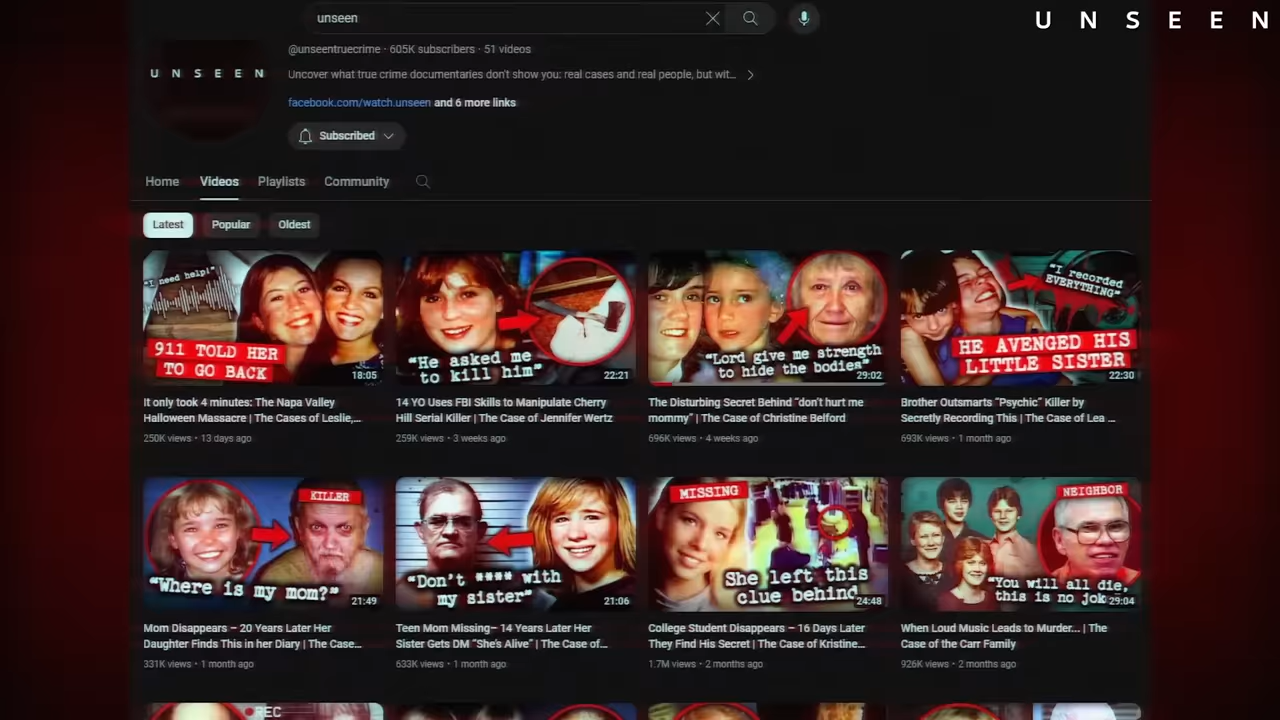 unseen
U N S E E N
@unseentruecrime · 605K subscribers · 51 videos
U N S E E N
Uncover what true crime documentaries don't show you: real cases and real people, but wit...
facebook.com/watch.unseen and 6 more links
Subscribed
Home Videos Playlists Community
Latest Popular Oldest
"I need help!"
911 TOLD HER
TO GO BACK
18:05
"He asked me
to kill him"
22:21
"Lord give me strength
to hide the bodies"
29:02
"I recorded
EVERYTHING"
HE AVENGED HIS
LITTLE SISTER
22:30
It only took 4 minutes: The Napa Valley
Halloween Massacre | The Cases of Leslie,...
250K views · 13 days ago
14 YO Uses FBI Skills to Manipulate Cherry
Hill Serial Killer | The Case of Jennifer Wertz
259K views · 3 weeks ago
The Disturbing Secret Behind "don't hurt me
mommy" | The Case of Christine Belford
696K views · 4 weeks ago
Brother Outsmarts "Psychic" Killer by
Secretly Recording This | The Case of Lea ...
693K views · 1 month ago
KILLER
"Where is my mom?"
21:49
"Don't **** with
my sister"
21:06
MISSING
She left this
clue behind
24:48
NEIGHBOR
"You will all die,
this is no jok
29:04
Mom Disappears – 20 Years Later Her
Daughter Finds This in her Diary | The Case...
331K views · 1 month ago
Teen Mom Missing– 14 Years Later Her
Sister Gets DM "She's Alive" | The Case of...
633K views · 1 month ago
College Student Disappears – 16 Days Later
They Find His Secret | The Case of Kristine...
1.7M views · 2 months ago
When Loud Music Leads to Murder... | The
Case of the Carr Family
926K views · 2 months ago
REC